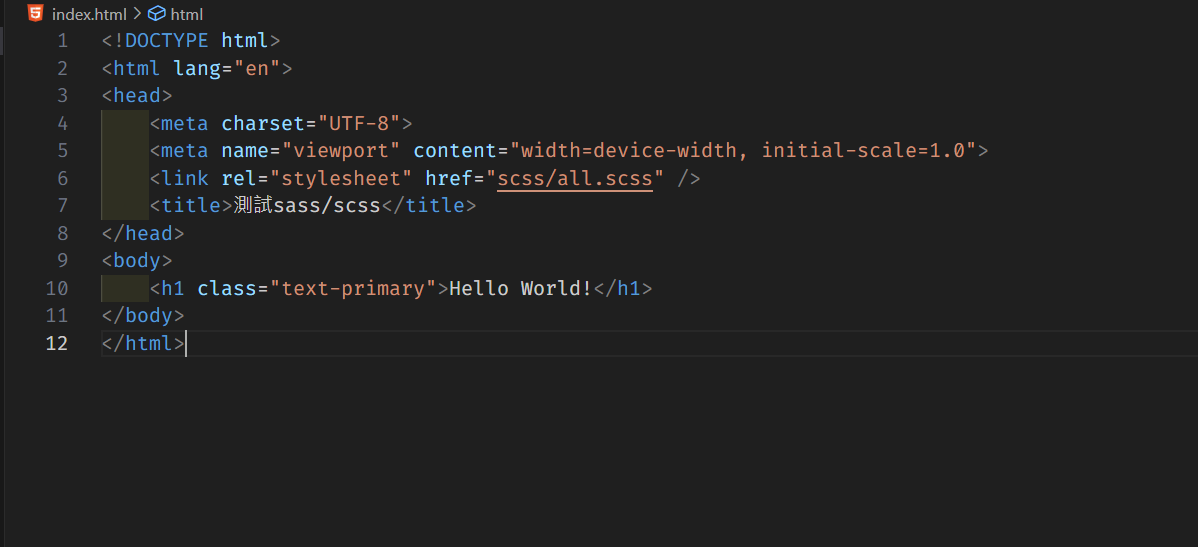 index.html > html
1 <!DOCTYPE html>
2 <html lang="en">
3 <head>
4     <meta charset="UTF-8">
5     <meta name="viewport" content="width=device-width, initial-scale=1.0">
6     <link rel="stylesheet" href="scss/all.scss" />
7     <title>測試sass/scss</title>
8 </head>
9 <body>
10     <h1 class="text-primary">Hello World!</h1>
11 </body>
12 </html>